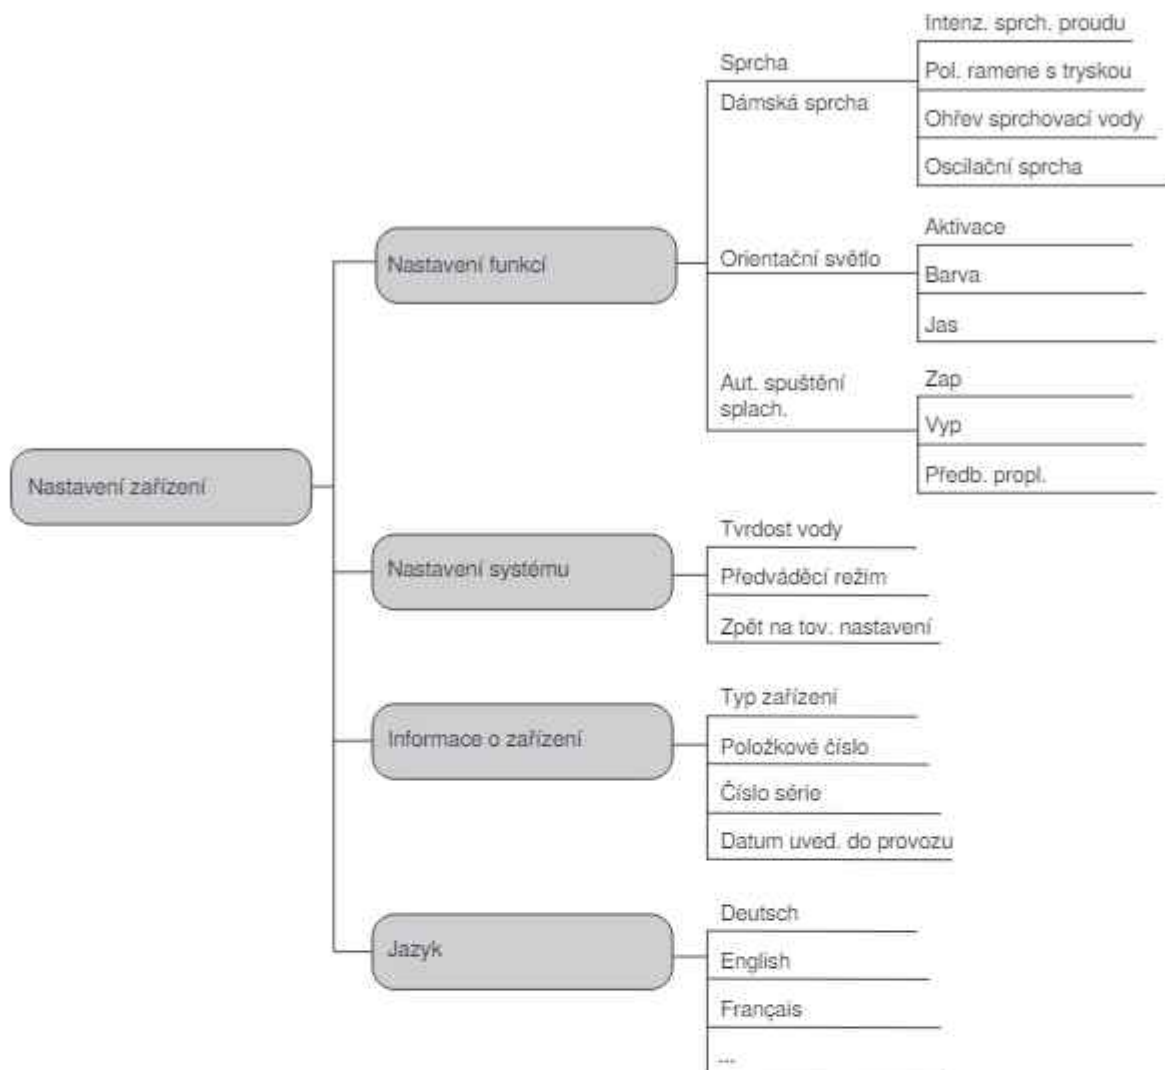 Nastavení zařízení
Nastavení funkcí
Sprcha
Dámská sprcha
Intenz. sprch. proudu
Pol. ramene s tryskou
Ohřev sprchovací vody
Oscilační sprcha
Orientační světlo
Aktivace
Barva
Jas
Aut. spuštění
splach.
Zap
Vyp
Předb. propl.
Nastavení systému
Tvrdost vody
Předváděcí režim
Zpět na tov. nastavení
Informace o zařízení
Typ zařízení
Položkové číslo
Číslo série
Datum uved. do provozu
Jazyk
Deutsch
English
Français
...